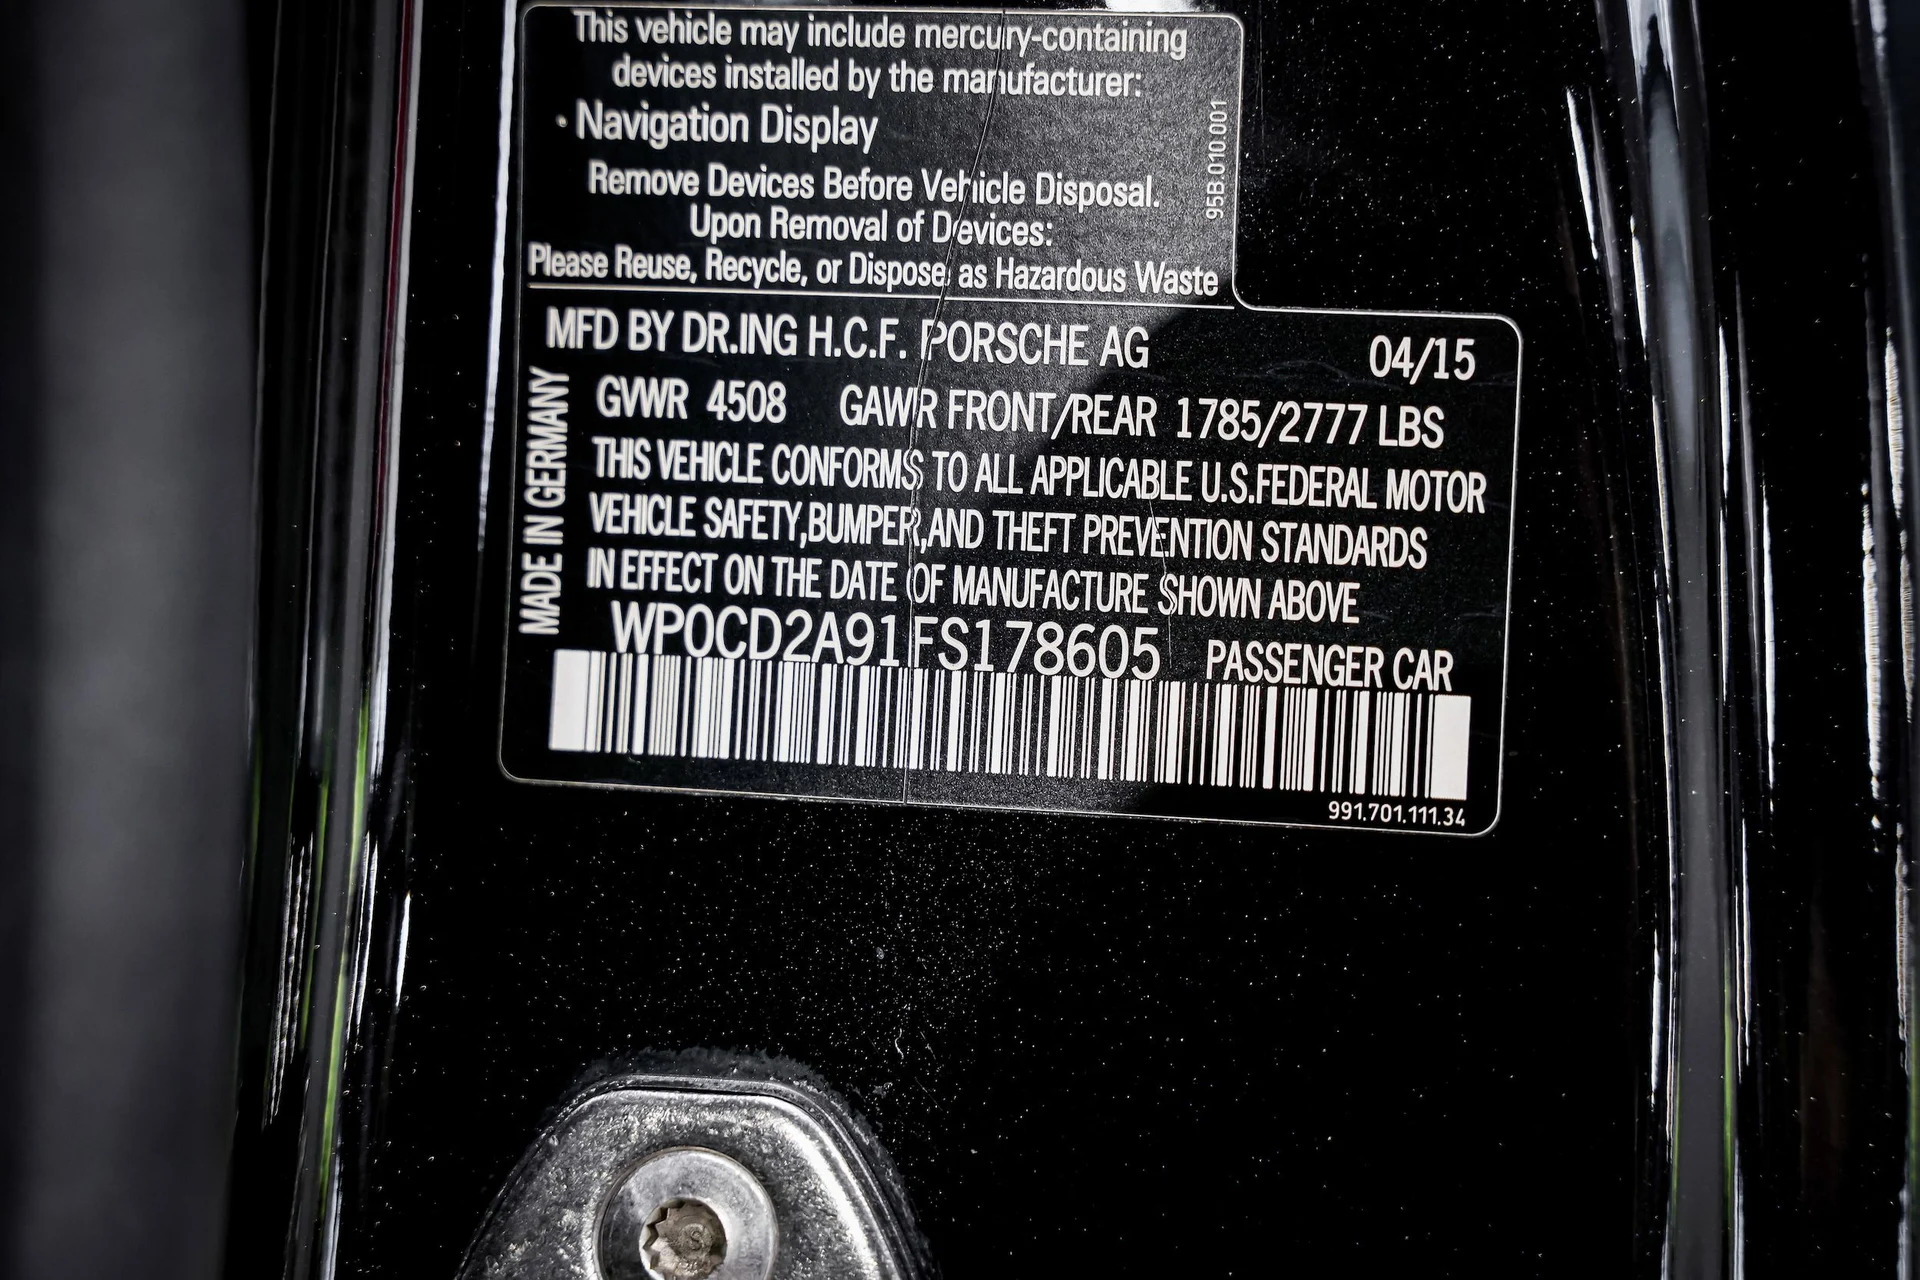 This vehicle may include mercury-containing
devices installed by the manufacturer:
· Navigation Display
Remove Devices Before Vehicle Disposal.
Upon Removal of Devices:
Please Reuse, Recycle, or Dispose as Hazardous Waste
95B.010.001
MFD BY DR.ING H.C.F. PORSCHE AG 04/15
GVWR 4508 GAWR FRONT/REAR 1785/2777 LBS
THIS VEHICLE CONFORMS TO ALL APPLICABLE U.S.FEDERAL MOTOR
VEHICLE SAFETY,BUMPER,AND THEFT PREVENTION STANDARDS
IN EFFECT ON THE DATE OF MANUFACTURE SHOWN ABOVE
MADE IN GERMANY
WP0CD2A91FS178605 PASSENGER CAR
991.701.111.34